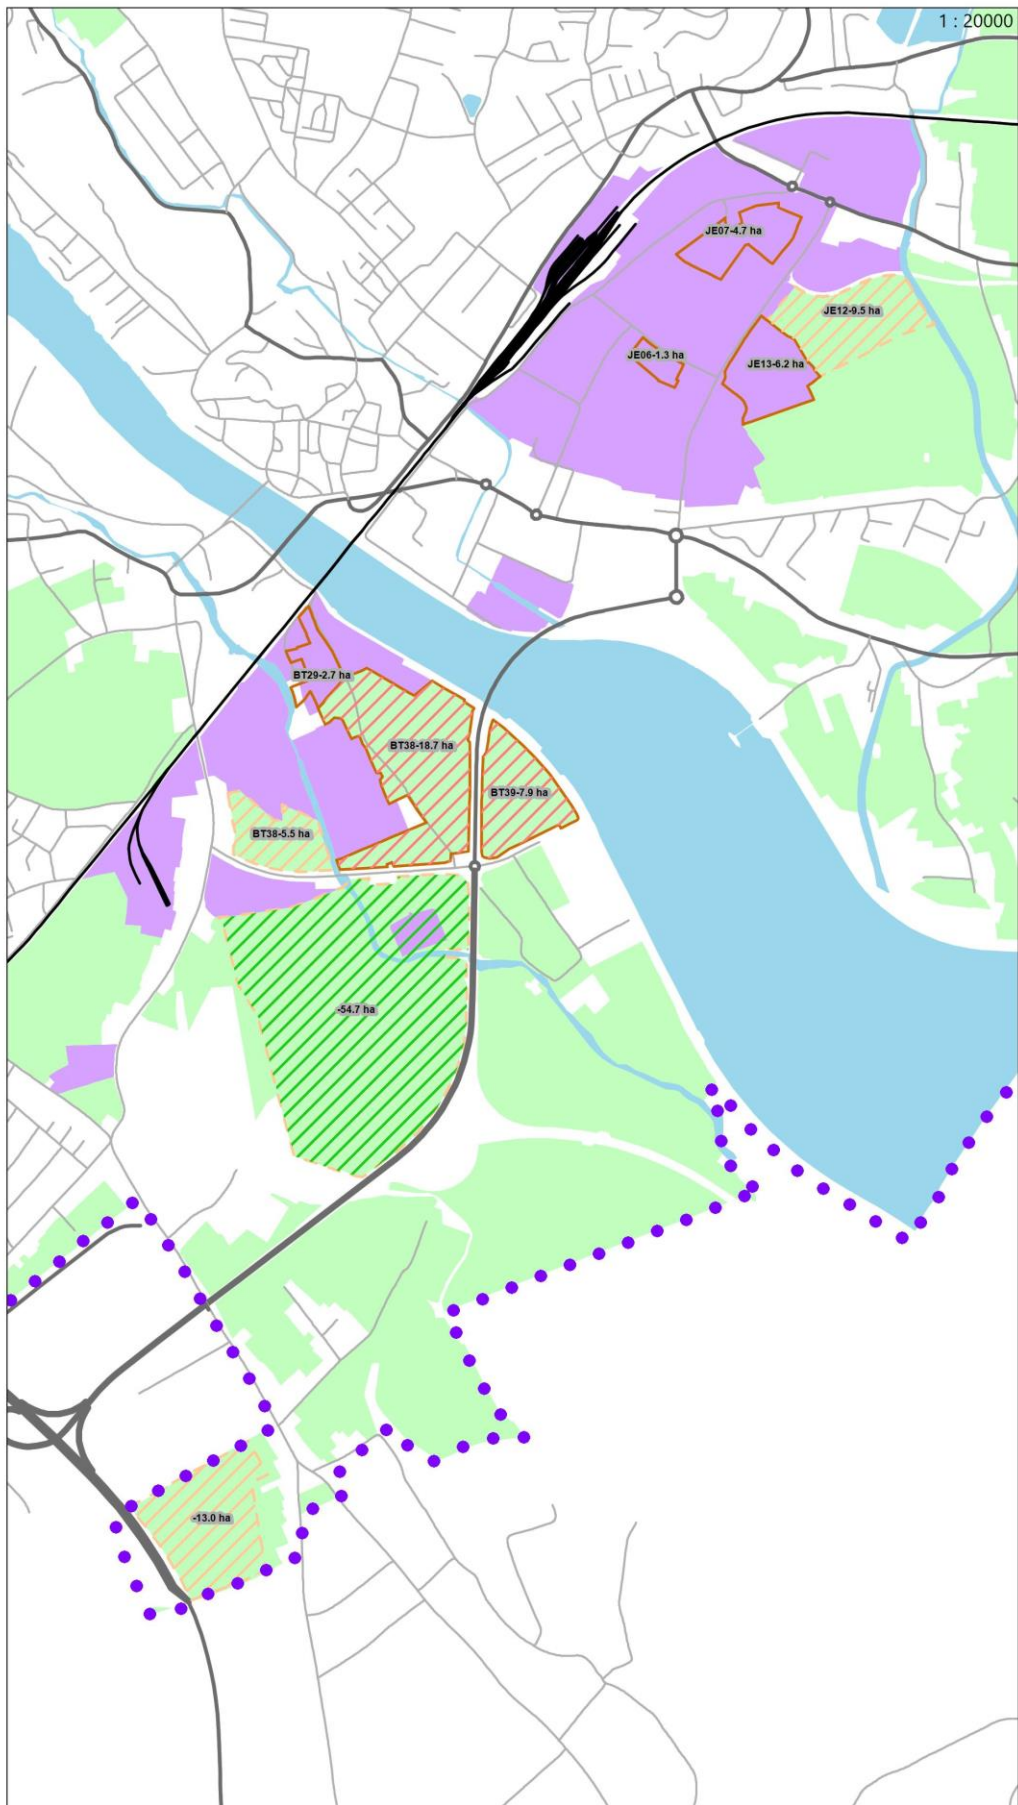 1 : 20000
JE07-4.7 ha
JE12-9.5 ha
JE06-1.3 ha
JE13-6.2 ha
BT29-2.7 ha
BT38-18.7 ha
BT39-7.9 ha
BT38-5.5 ha
-54.7 ha
-13.0 ha